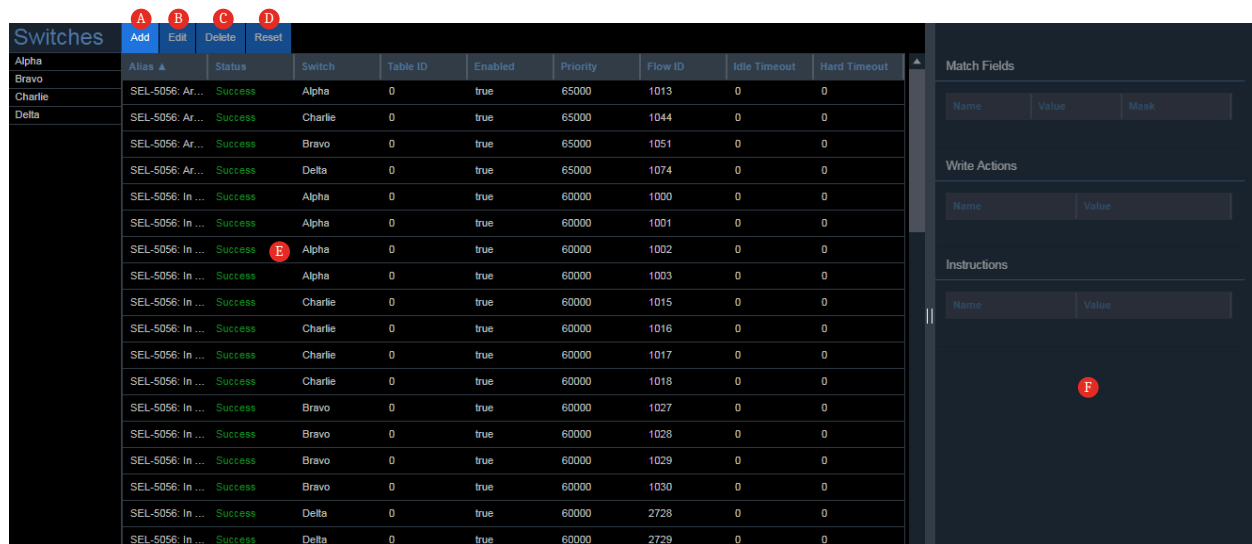 A B C D
Switches Add Edit Delete Reset
Alpha
Bravo
Charlie
Delta
Alias ▲ Status Switch Table ID Enabled Priority Flow ID Idle Timeout Hard Timeout
SEL-5056: Ar... Success Alpha 0 true 65000 1013 0 0
SEL-5056: Ar... Success Charlie 0 true 65000 1044 0 0
SEL-5056: Ar... Success Bravo 0 true 65000 1051 0 0
SEL-5056: Ar... Success Delta 0 true 65000 1074 0 0
SEL-5056: In ... Success Alpha 0 true 60000 1000 0 0
SEL-5056: In ... Success Alpha 0 true 60000 1001 0 0
SEL-5056: In ... Success E Alpha 0 true 60000 1002 0 0
SEL-5056: In ... Success Alpha 0 true 60000 1003 0 0
SEL-5056: In ... Success Charlie 0 true 60000 1015 0 0
SEL-5056: In ... Success Charlie 0 true 60000 1016 0 0
SEL-5056: In ... Success Charlie 0 true 60000 1017 0 0
SEL-5056: In ... Success Charlie 0 true 60000 1018 0 0
SEL-5056: In ... Success Bravo 0 true 60000 1027 0 0
SEL-5056: In ... Success Bravo 0 true 60000 1028 0 0
SEL-5056: In ... Success Bravo 0 true 60000 1029 0 0
SEL-5056: In ... Success Bravo 0 true 60000 1030 0 0
SEL-5056: In ... Success Delta 0 true 60000 2728 0 0
SEL-5056: In ... Success Delta 0 true 60000 2729 0 0
Match Fields
Name Value Mask
Write Actions
Name Value
Instructions
Name Value
F